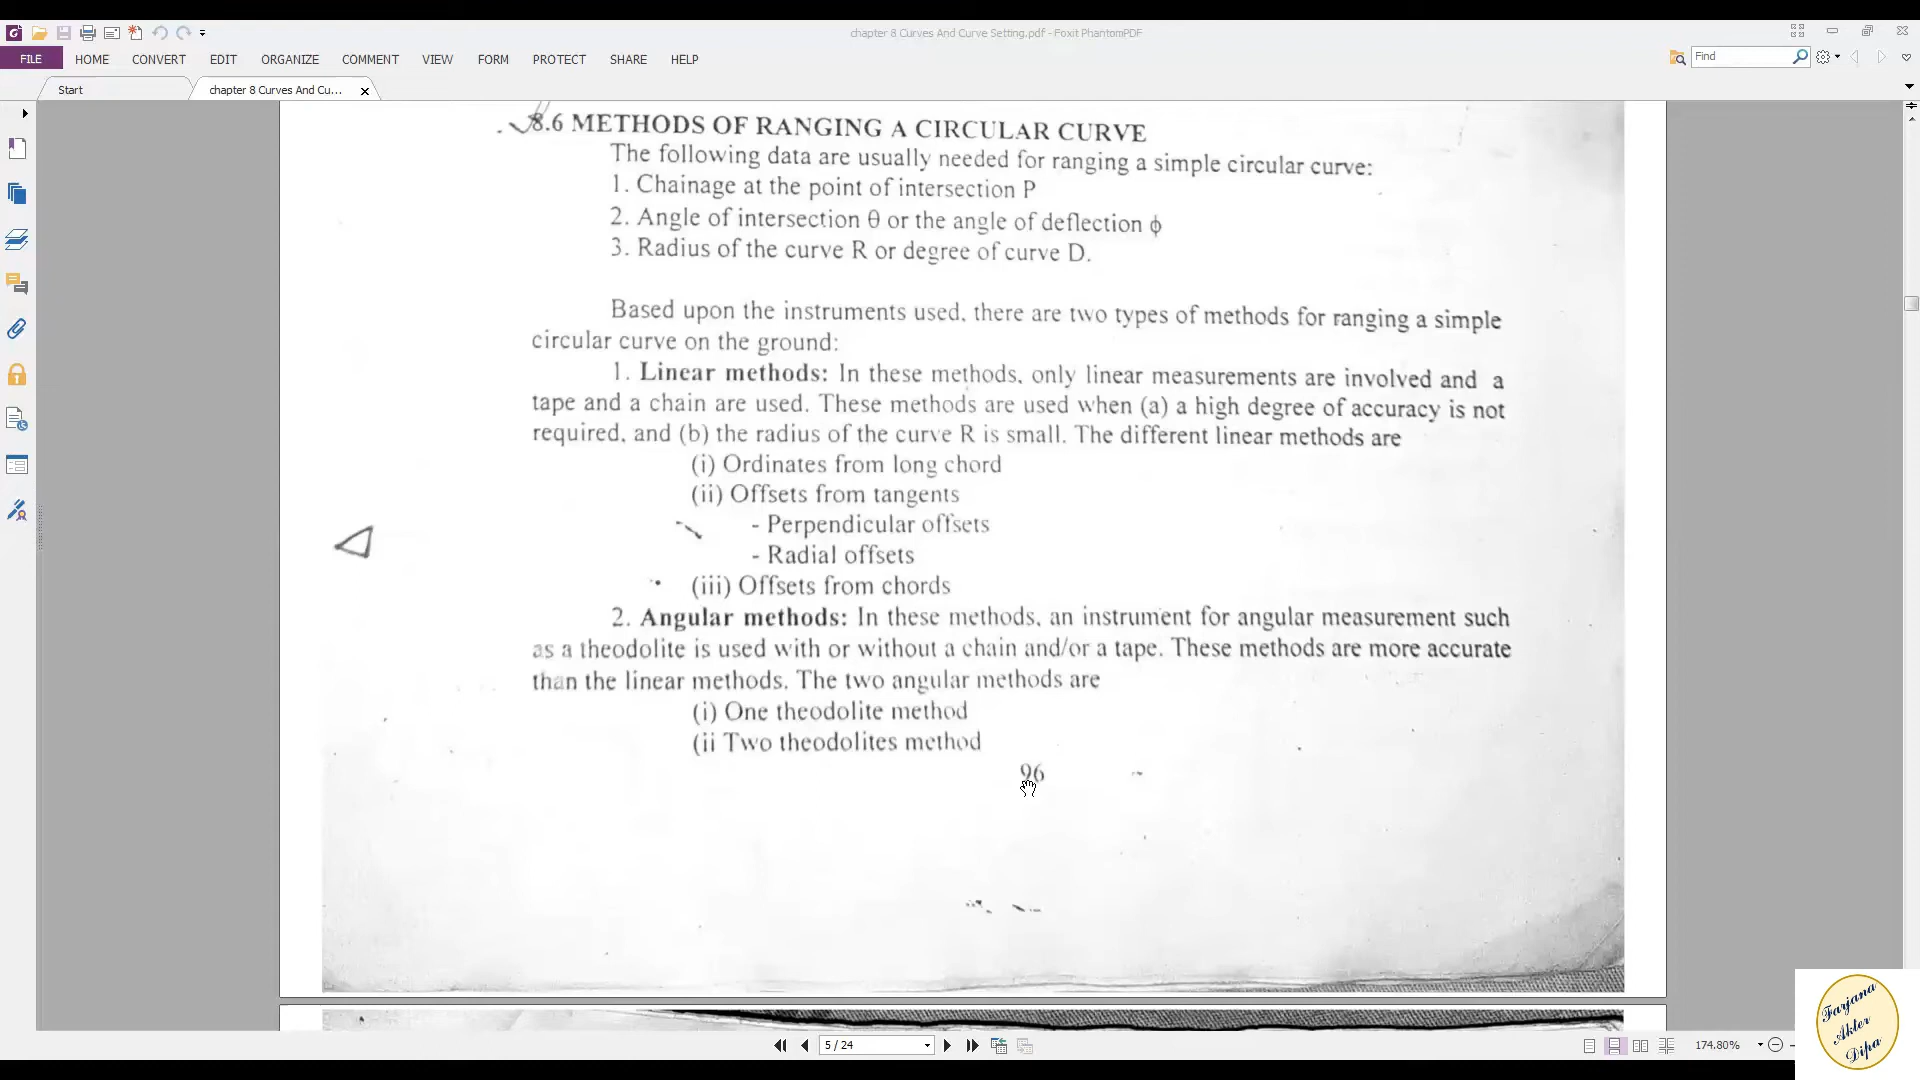 chapter 8 Curves And Curve Setting.pdf - Foxit PhantomPDF
FILE HOME CONVERT EDIT ORGANIZE COMMENT VIEW FORM PROTECT SHARE HELP
Find
Start
chapter 8 Curves And Cu...
8.6 METHODS OF RANGING A CIRCULAR CURVE
The following data are usually needed for ranging a simple circular curve:
1. Chainage at the point of intersection P
2. Angle of intersection θ or the angle of deflection ϕ
3. Radius of the curve R or degree of curve D.
Based upon the instruments used, there are two types of methods for ranging a simple
circular curve on the ground:
1. Linear methods: In these methods, only linear measurements are involved and a
tape and a chain are used. These methods are used when (a) a high degree of accuracy is not
required, and (b) the radius of the curve R is small. The different linear methods are
(i) Ordinates from long chord
(ii) Offsets from tangents
- Perpendicular offsets
- Radial offsets
(iii) Offsets from chords
2. Angular methods: In these methods, an instrument for angular measurement such
as a theodolite is used with or without a chain and/or a tape. These methods are more accurate
than the linear methods. The two angular methods are
(i) One theodolite method
(ii Two theodolites method
96
5 / 24
174.80%
Farjana
Akter
Dipa